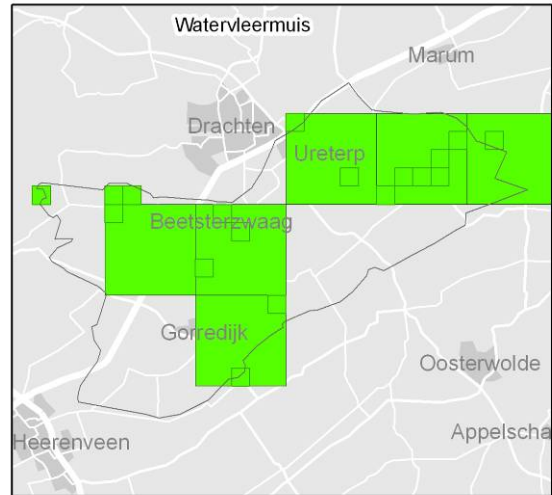 Watervleermuis
Marum
Drachten
Ureterp
Beetsterzwaag
Gorredijk
Oosterwolde
Appelscha
Heerenveen